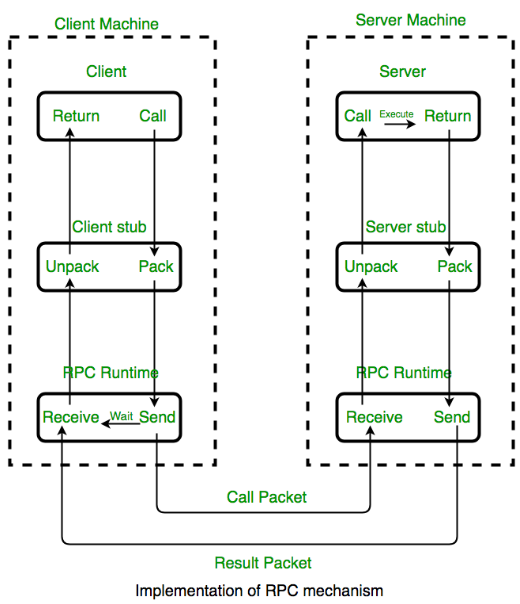 Client Machine
Server Machine
Client
Server
Return Call
Call Execute Return
Client stub
Server stub
Unpack Pack
Unpack Pack
RPC Runtime
RPC Runtime
Receive Wait Send
Receive Send
Call Packet
Result Packet
Implementation of RPC mechanism